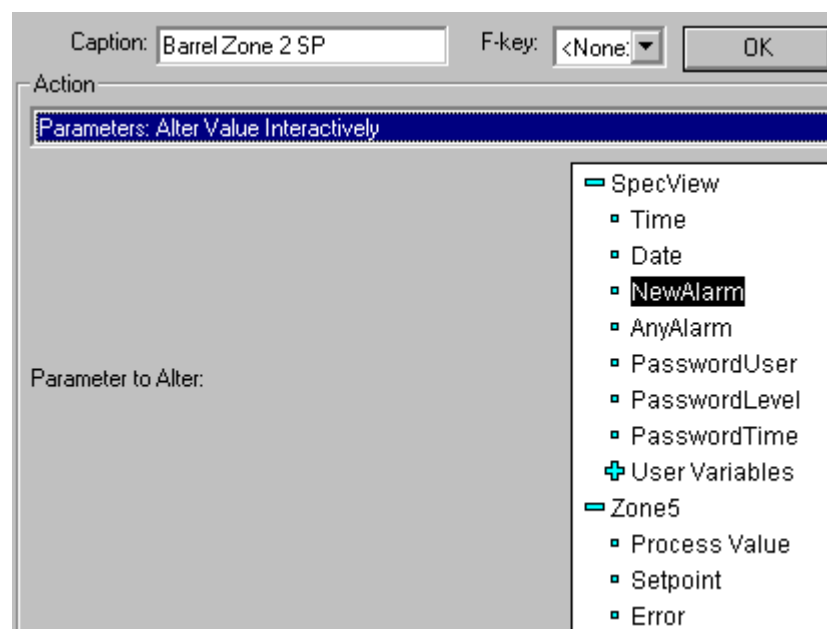 Caption: Barrel Zone 2 SP F-key: <None: OK
Action
Parameters: Alter Value Interactively
SpecView
Time
Date
NewAlarm
AnyAlarm
PasswordUser
Parameter to Alter:
PasswordLevel
PasswordTime
User Variables
Zone5
Process Value
Setpoint
Error